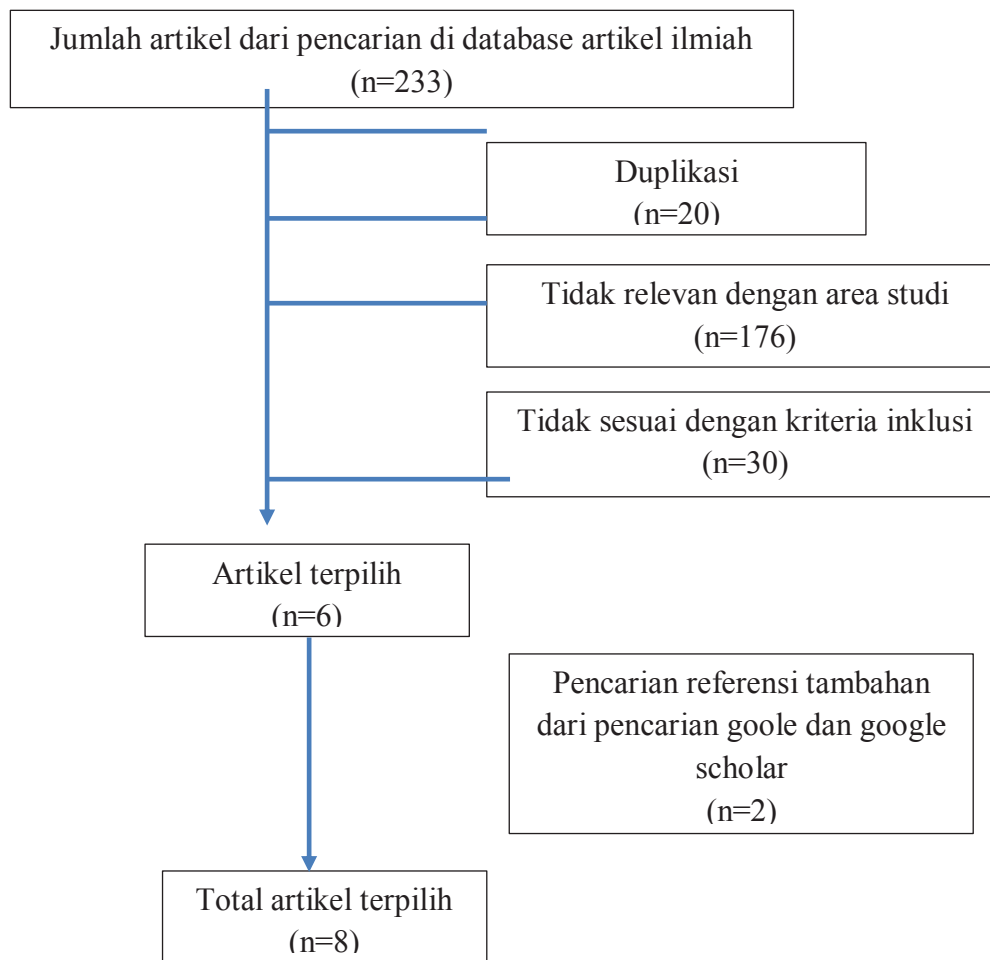 Jumlah artikel dari pencarian di database artikel ilmiah
(n=233)
Duplikasi
(n=20)
Tidak relevan dengan area studi
(n=176)
Tidak sesuai dengan kriteria inklusi
(n=30)
Artikel terpilih
(n=6)
Pencarian referensi tambahan
dari pencarian goole dan google
scholar
(n=2)
Total artikel terpilih
(n=8)